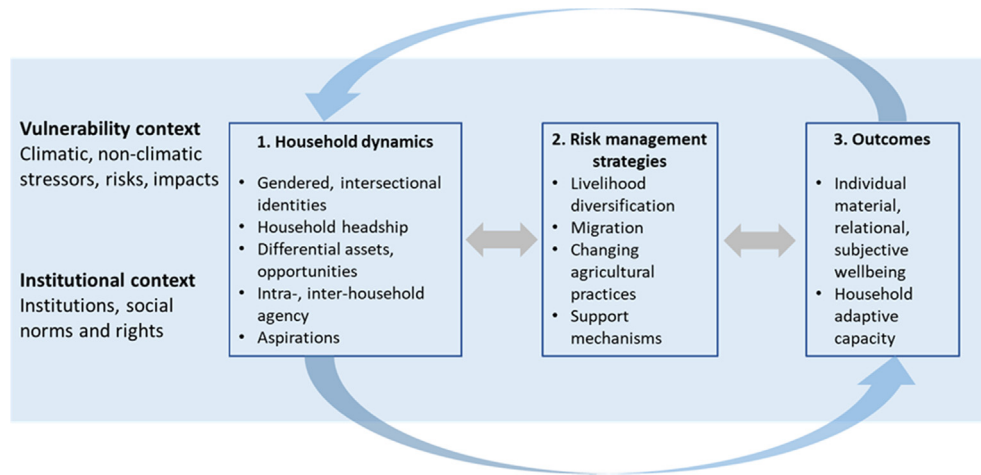 Vulnerability context
Climatic, non-climatic
stressors, risks, impacts
Institutional context
Institutions, social
norms and rights
1. Household dynamics
• Gendered, intersectional
identities
• Household headship
• Differential assets,
opportunities
• Intra-, inter-household
agency
• Aspirations
2. Risk management
strategies
• Livelihood
diversification
• Migration
• Changing
agricultural
practices
• Support
mechanisms
3. Outcomes
• Individual
material,
relational,
subjective
wellbeing
• Household
adaptive
capacity